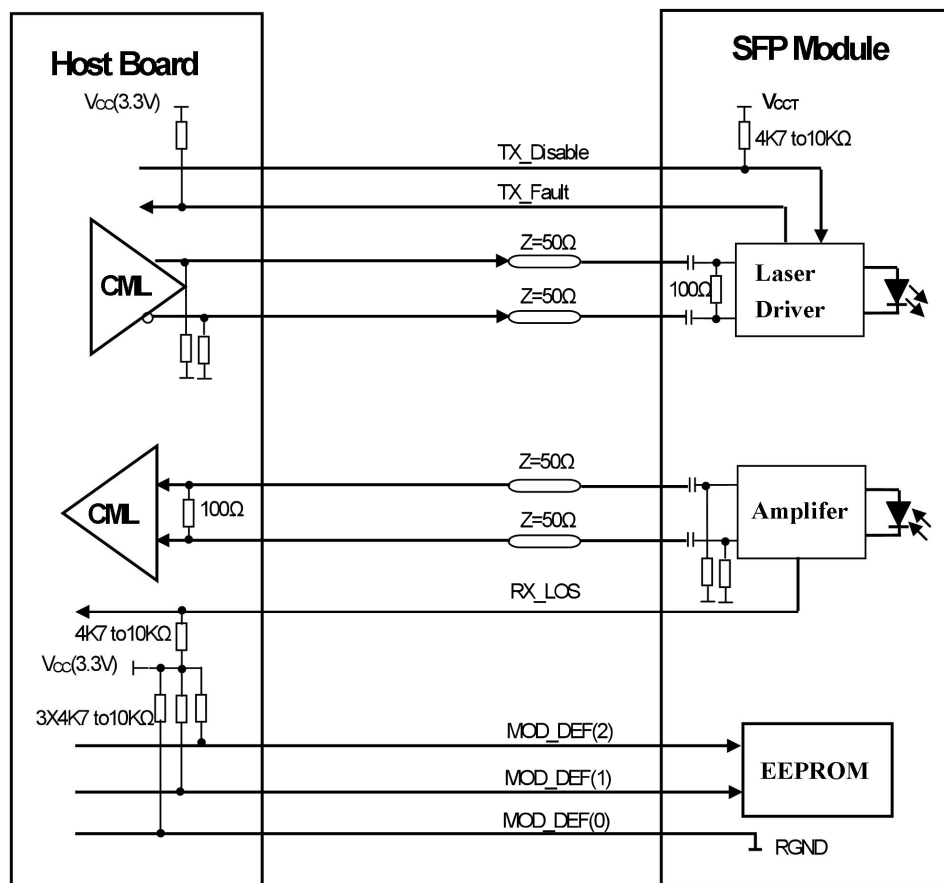 Host Board
SFP Module
Vcc(3.3V)
VCCT
4K7 to10KΩ
TX_Disable
TX_Fault
Z=50Ω
CML
100Ω
Laser
Driver
Z=50Ω
Z=50Ω
CML
100Ω
Amplifer
Z=50Ω
RX_LOS
4K7 to10KΩ
Vcc(3.3V)
3X4K7 to10KΩ
MOD_DEF(2)
EEPROM
MOD_DEF(1)
MOD_DEF(0)
RGND